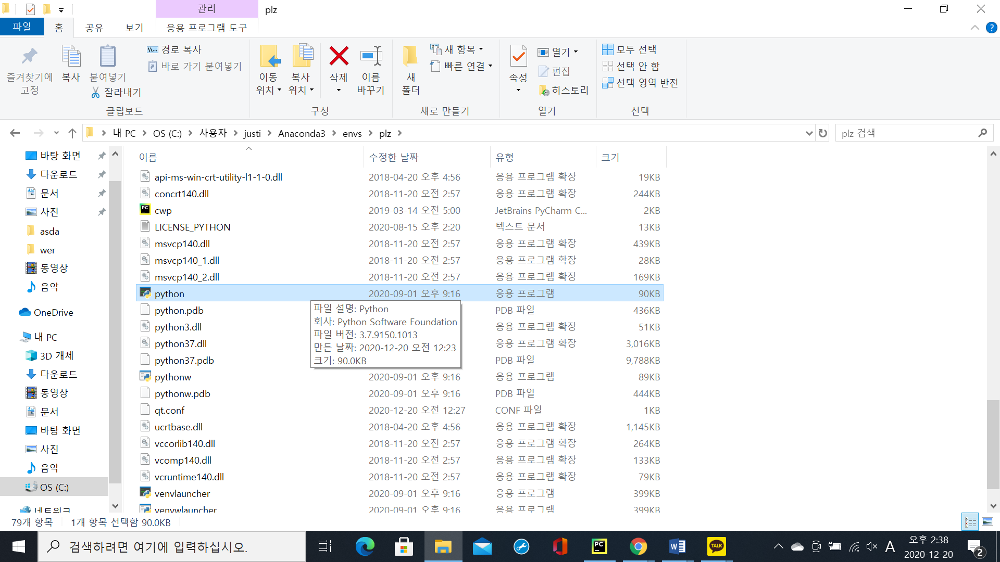 관리
plz
파일
홈
공유
보기
응용 프로그램 도구
즐겨찾기에 고정
복사
붙여넣기
경로 복사
바로 가기 붙여넣기
잘라내기
클립보드
이동 위치
복사 위치
삭제
이름 바꾸기
구성
새 폴더
새 항목
빠른 연결
새로 만들기
속성
열기
편집
히스토리
열기
모두 선택
선택 안 함
선택 영역 반전
선택
내 PC > OS (C:) > 사용자 > justi > Anaconda3 > envs > plz >
plz 검색
바탕 화면
다운로드
문서
사진
asda
wer
동영상
음악
OneDrive
내 PC
3D 개체
다운로드
동영상
문서
바탕 화면
사진
음악
OS (C:)
네트워크
이름 수정한 날짜 유형 크기
api-ms-win-crt-utility-l1-1-0.dll 2018-04-20 오후 4:56 응용 프로그램 확장 19KB
concrt140.dll 2018-11-20 오전 2:57 응용 프로그램 확장 244KB
cwp 2019-03-14 오전 5:00 JetBrains PyCharm C... 2KB
LICENSE_PYTHON 2020-08-15 오후 2:20 텍스트 문서 13KB
msvcp140.dll 2018-11-20 오전 2:57 응용 프로그램 확장 439KB
msvcp140_1.dll 2018-11-20 오전 2:57 응용 프로그램 확장 28KB
msvcp140_2.dll 2018-11-20 오전 2:57 응용 프로그램 확장 169KB
python 2020-09-01 오후 9:16 응용 프로그램 90KB
python.pdb PDB 파일 436KB
python3.dll 응용 프로그램 확장 51KB
python37.dll 응용 프로그램 확장 3,016KB
python37.pdb PDB 파일 9,788KB
파일 설명: Python
회사: Python Software Foundation
파일 버전: 3.7.9150.1013
만든 날짜: 2020-12-20 오전 12:23
크기: 90.0KB
pythonw 2020-09-01 오후 9:16 응용 프로그램 89KB
pythonw.pdb 2020-09-01 오후 9:16 PDB 파일 444KB
qt.conf 2020-12-20 오전 12:27 CONF 파일 1KB
ucrtbase.dll 2018-04-20 오후 4:56 응용 프로그램 확장 1,145KB
vccorlib140.dll 2018-11-20 오전 2:57 응용 프로그램 확장 264KB
vcomp140.dll 2018-11-20 오전 2:57 응용 프로그램 확장 133KB
vcruntime140.dll 2018-11-20 오전 2:57 응용 프로그램 확장 79KB
venvlauncher 2020-09-01 오후 9:16 응용 프로그램 399KB
venvwlauncher 2020-09-01 오후 9:16 응용 프로그램 399KB
79개 항목 1개 항목 선택함 90.0KB
검색하려면 여기에 입력하십시오.
PC
TALK
A
오후 2:38
2020-12-20
2